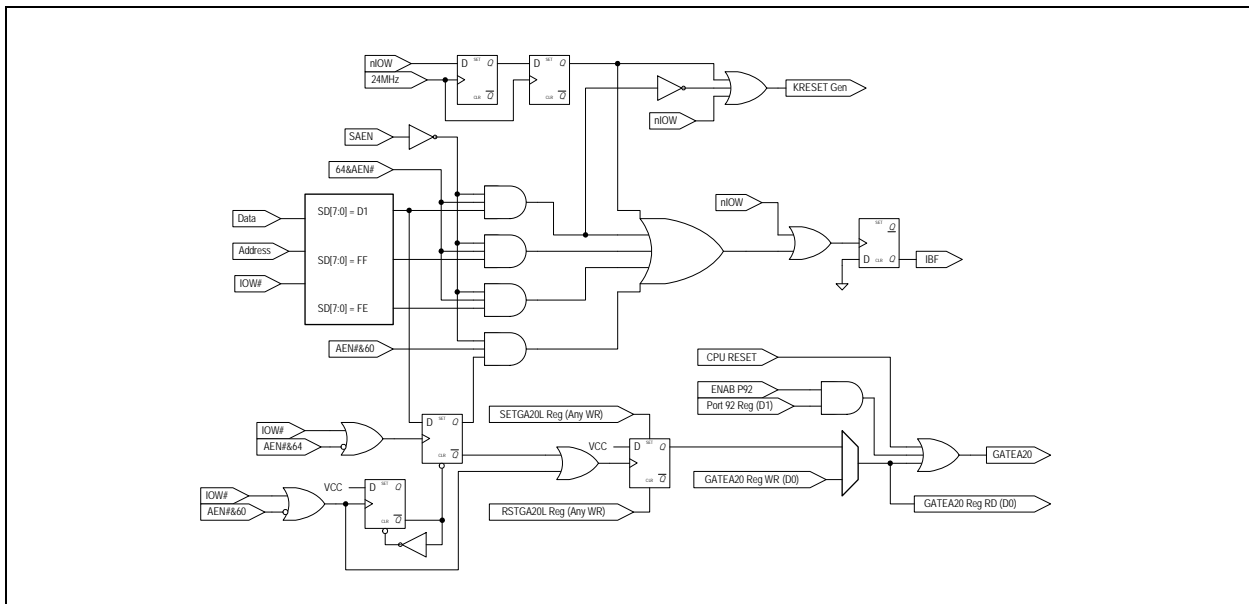 nIOW
24MHz
D SET Q
CLR Q
D SET Q
CLR Q
KRESET Gen
nIOW
SAEN
64&AEN#
Data
Address
IOW#
SD[7:0] = D1
SD[7:0] = FF
SD[7:0] = FE
AEN#&60
nIOW
SET Q
D CLR Q
IBF
CPU RESET
ENAB P92
Port 92 Reg (D1)
GATEA20
SETGA20L Reg (Any WR)
IOW#
AEN#&64
D SET Q
CLR Q
VCC
D SET Q
CLR Q
GATEA20 Reg WR (D0)
GATEA20 Reg RD (D0)
RSTGA20L Reg (Any WR)
IOW#
AEN#&60
VCC
D SET Q
CLR Q